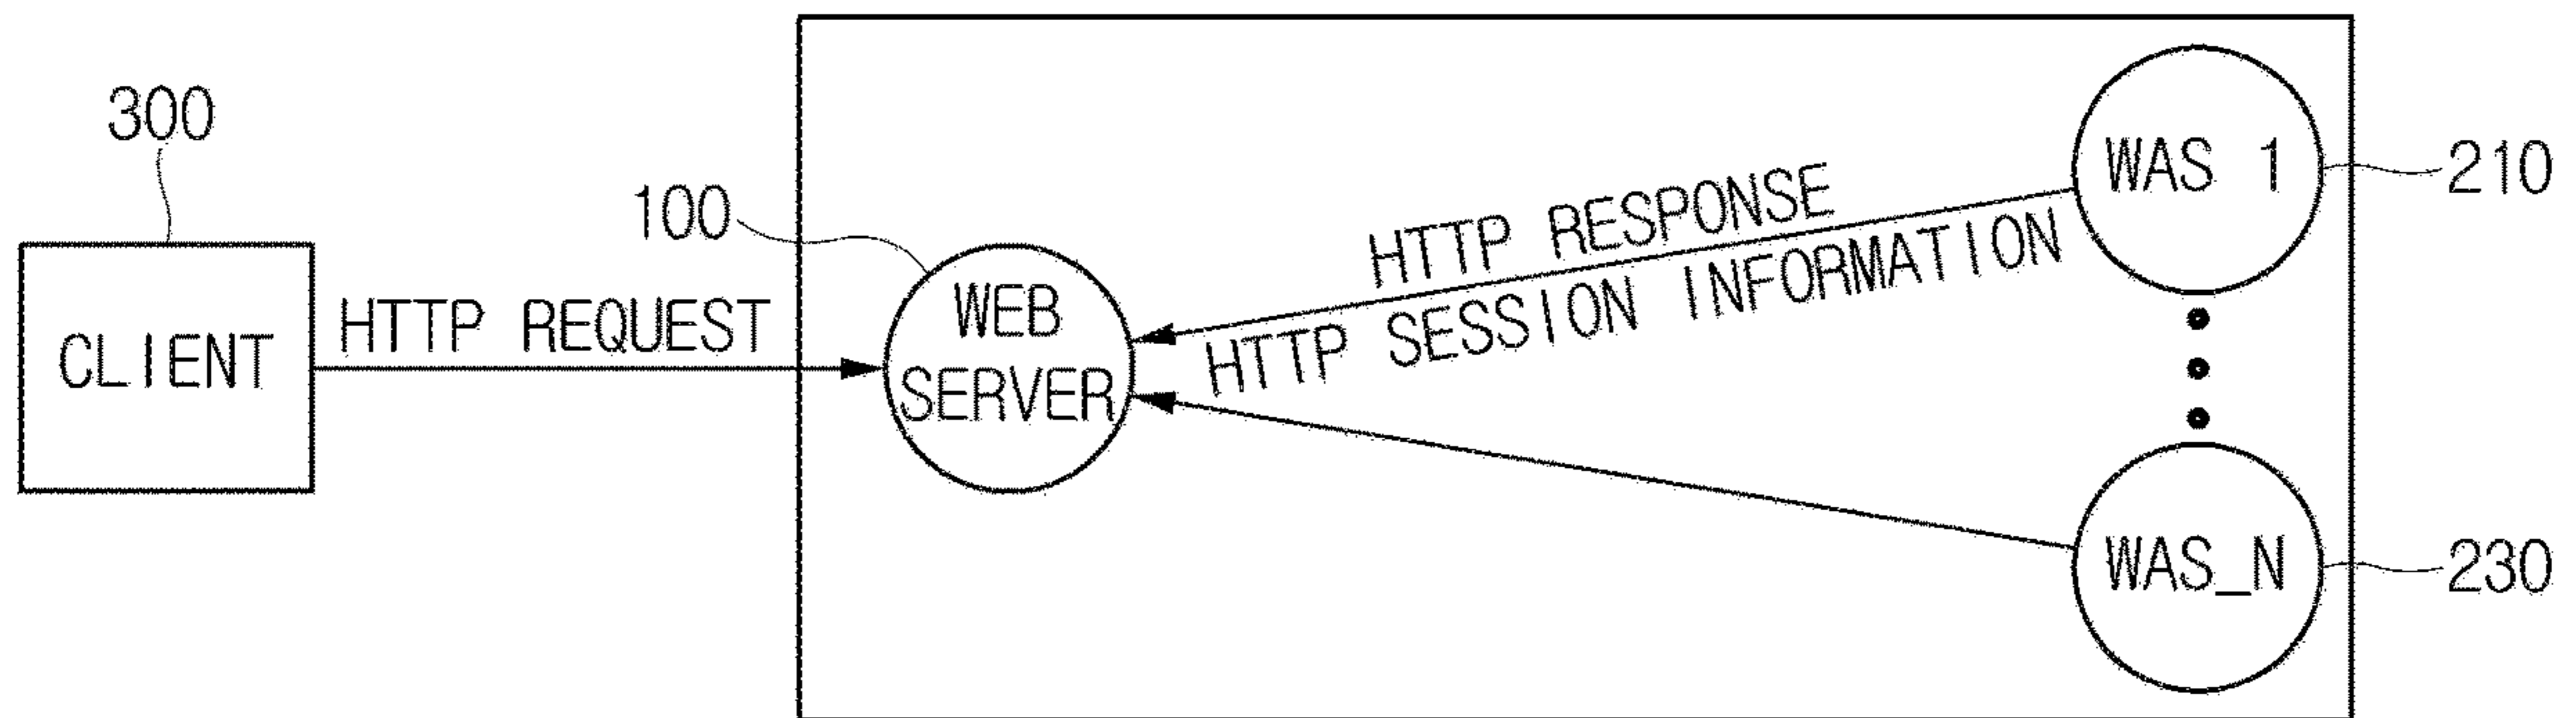 300
CLIENT
HTTP REQUEST
100
WEB
SERVER
HTTP RESPONSE
HTTP SESSION INFORMATION
WAS 1
210
WAS_N
230